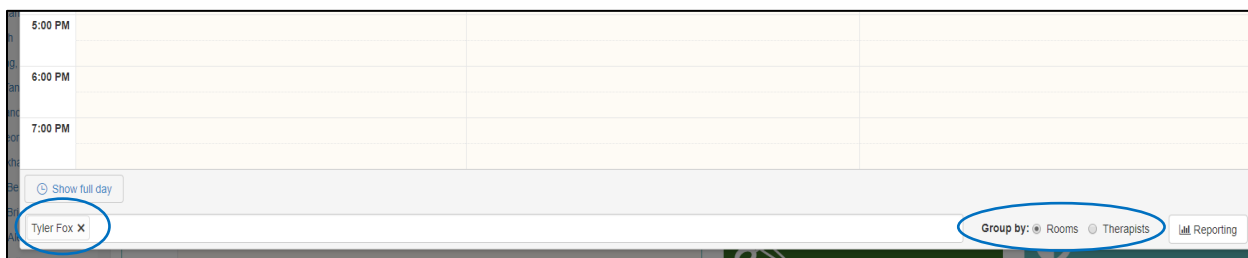 5:00 PM
6:00 PM
7:00 PM
Show full day
Tyler Fox ✕
Group by: Rooms Therapists
Reporting